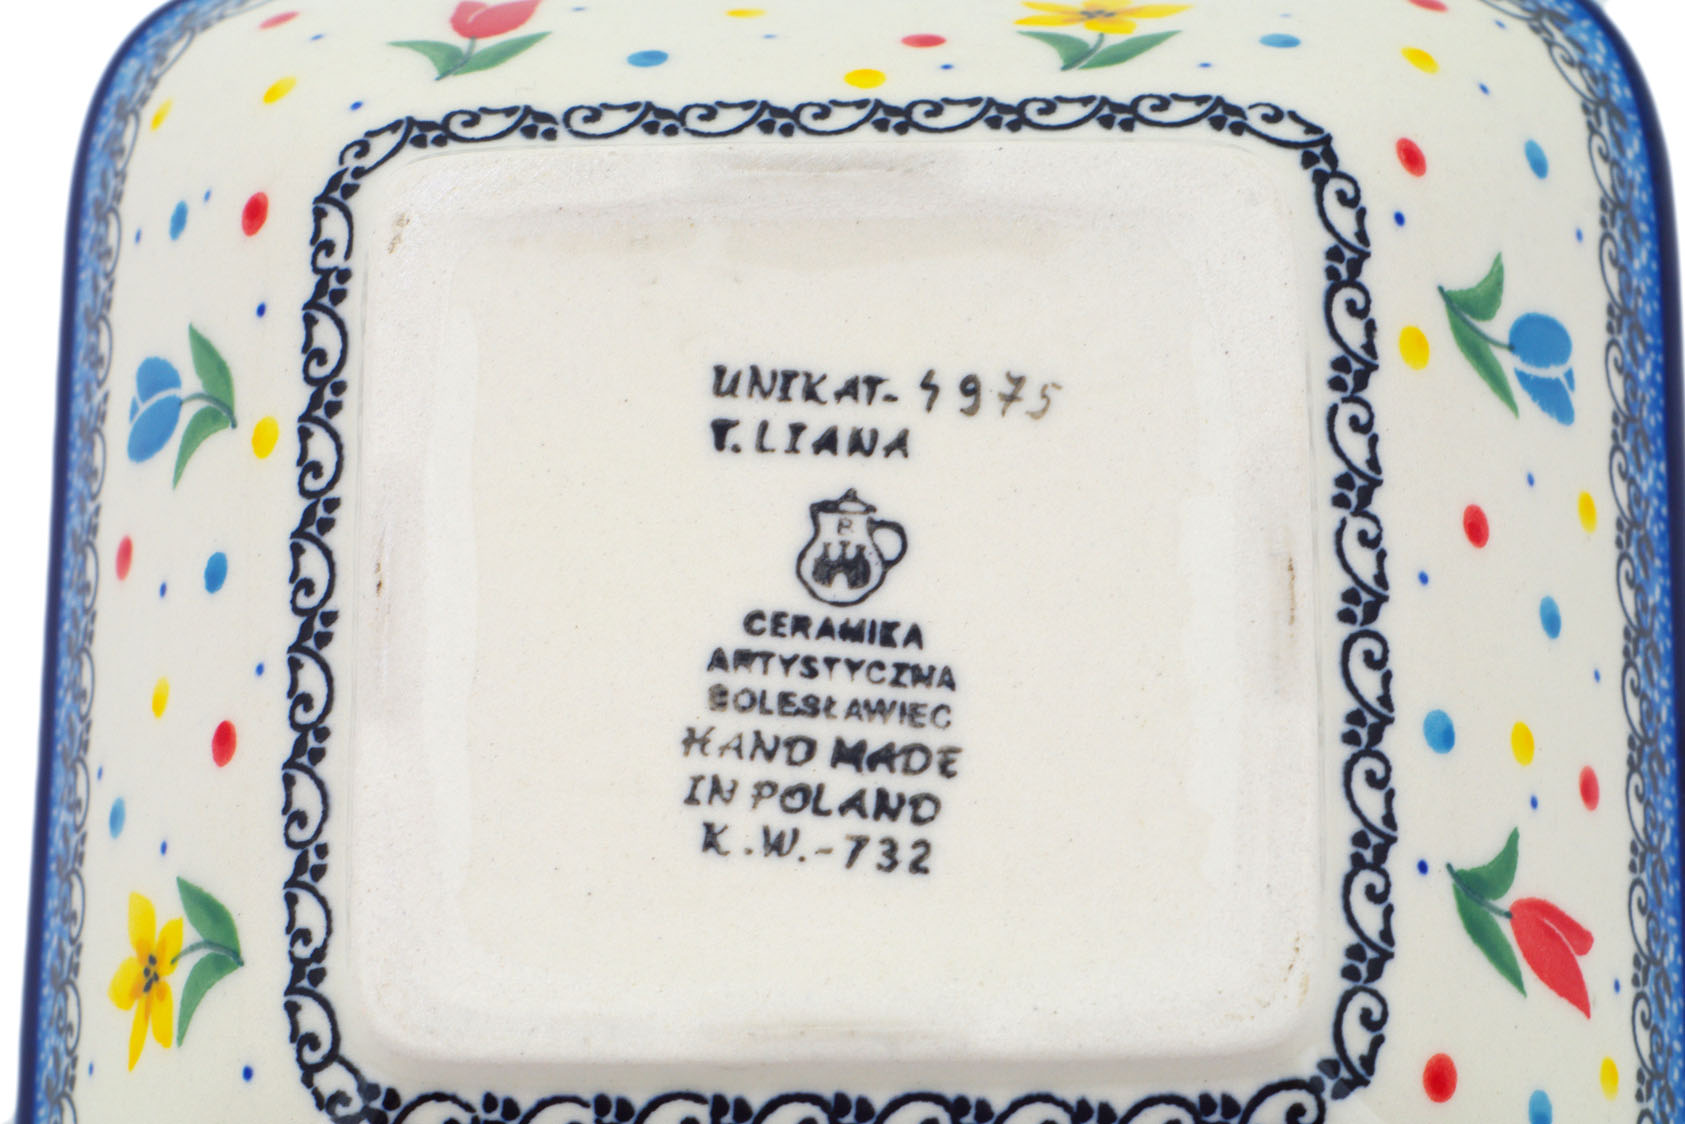 UNIKAT- 4975
T. LIANA
B
CERAMIKA
ARTYSTYCZNA
BOLESŁAWIEC
HAND MADE
IN POLAND
K.W.-732